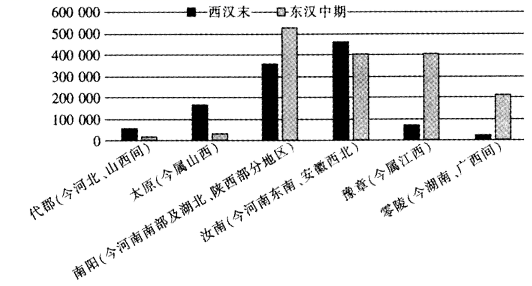 600 000
500 000
400 000
300 000
200 000
100 000
0
西汉末
东汉中期
代郡(今河北、山西间)
太原(今属山西)
南阳(今河南南部及湖北、陕西部分地区)
汝南(今河南东南、安徽西北)
豫章(今属江西)
零陵(今湖南、广西间)